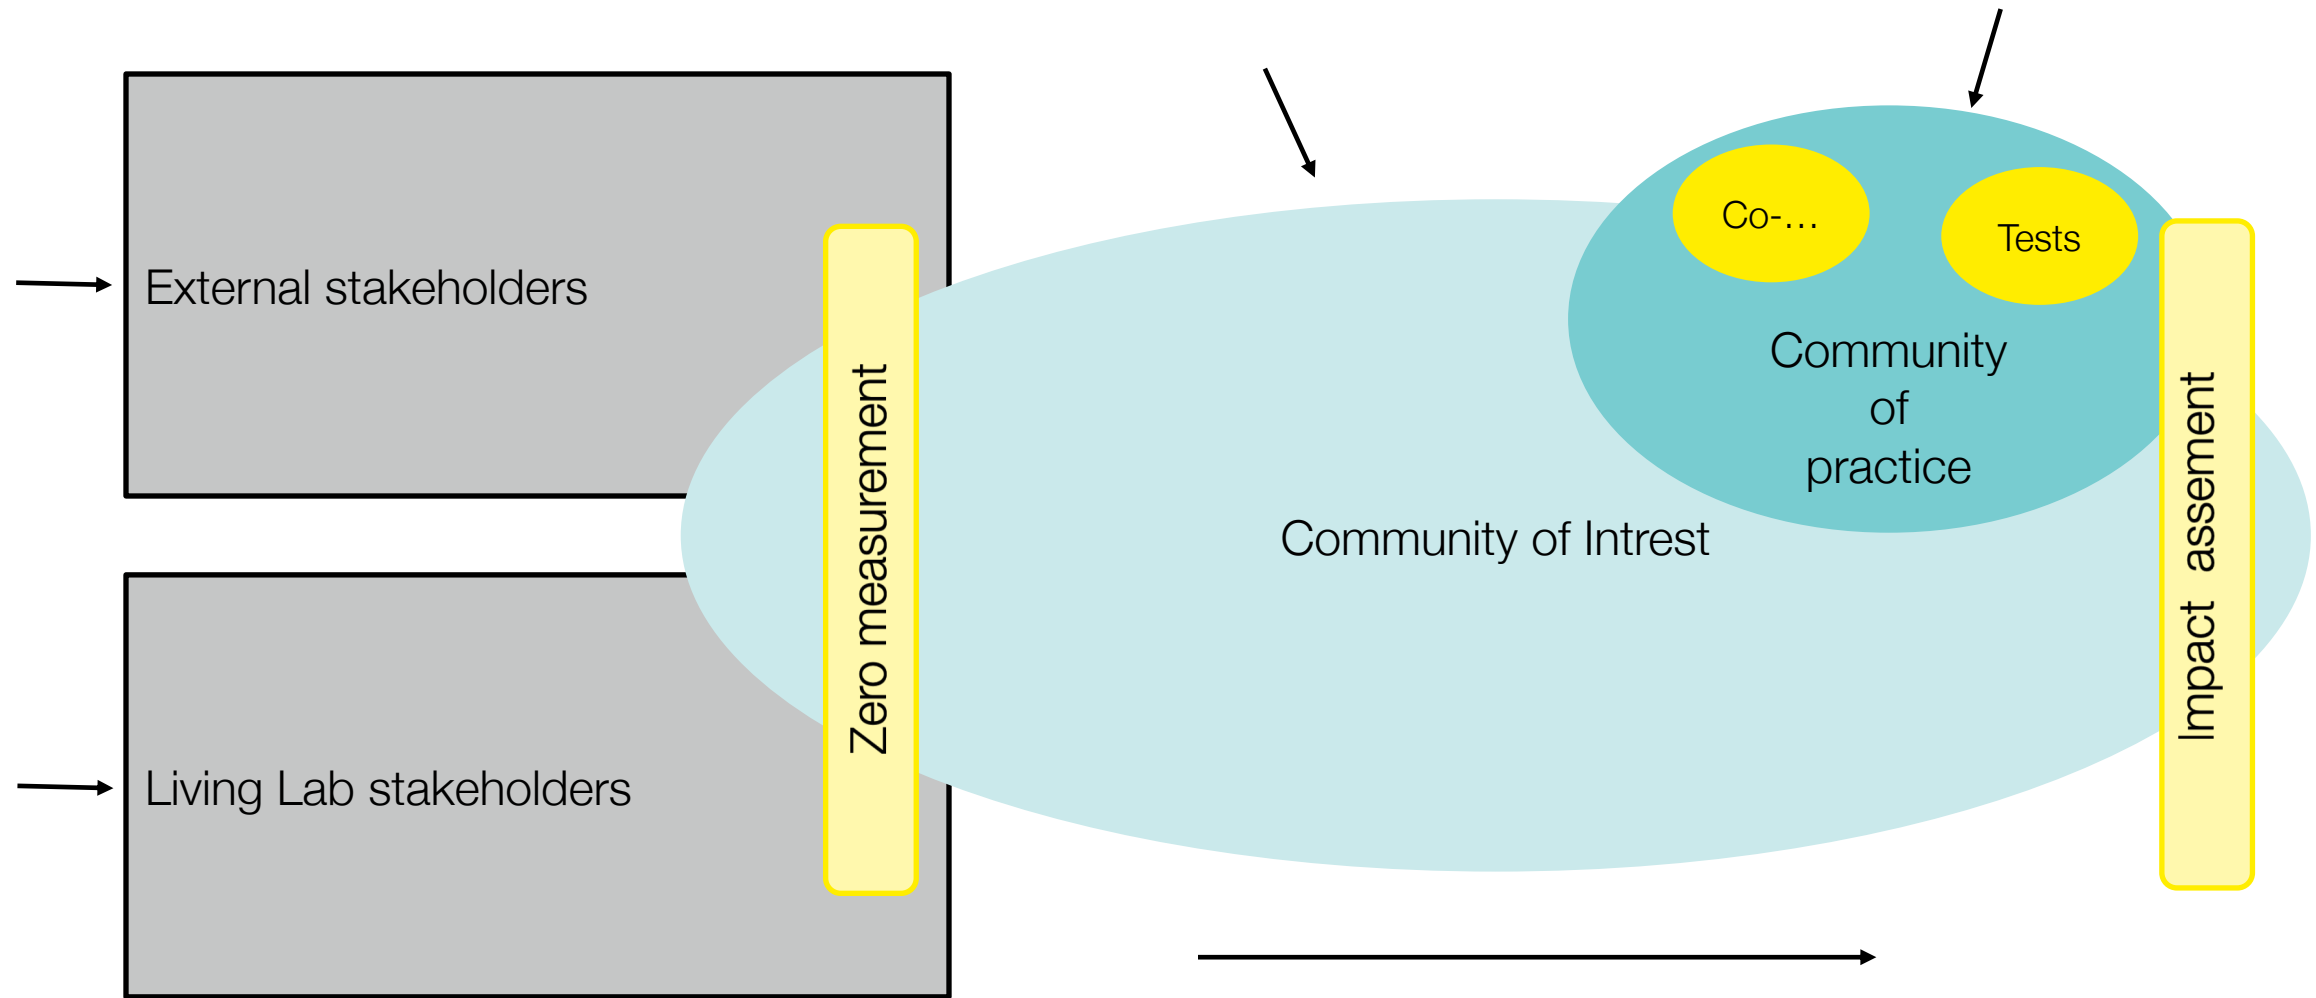 External stakeholders
Living Lab stakeholders
Zero measurement
Community of Intrest
Co-...
Tests
Community
of
practice
Impact assement